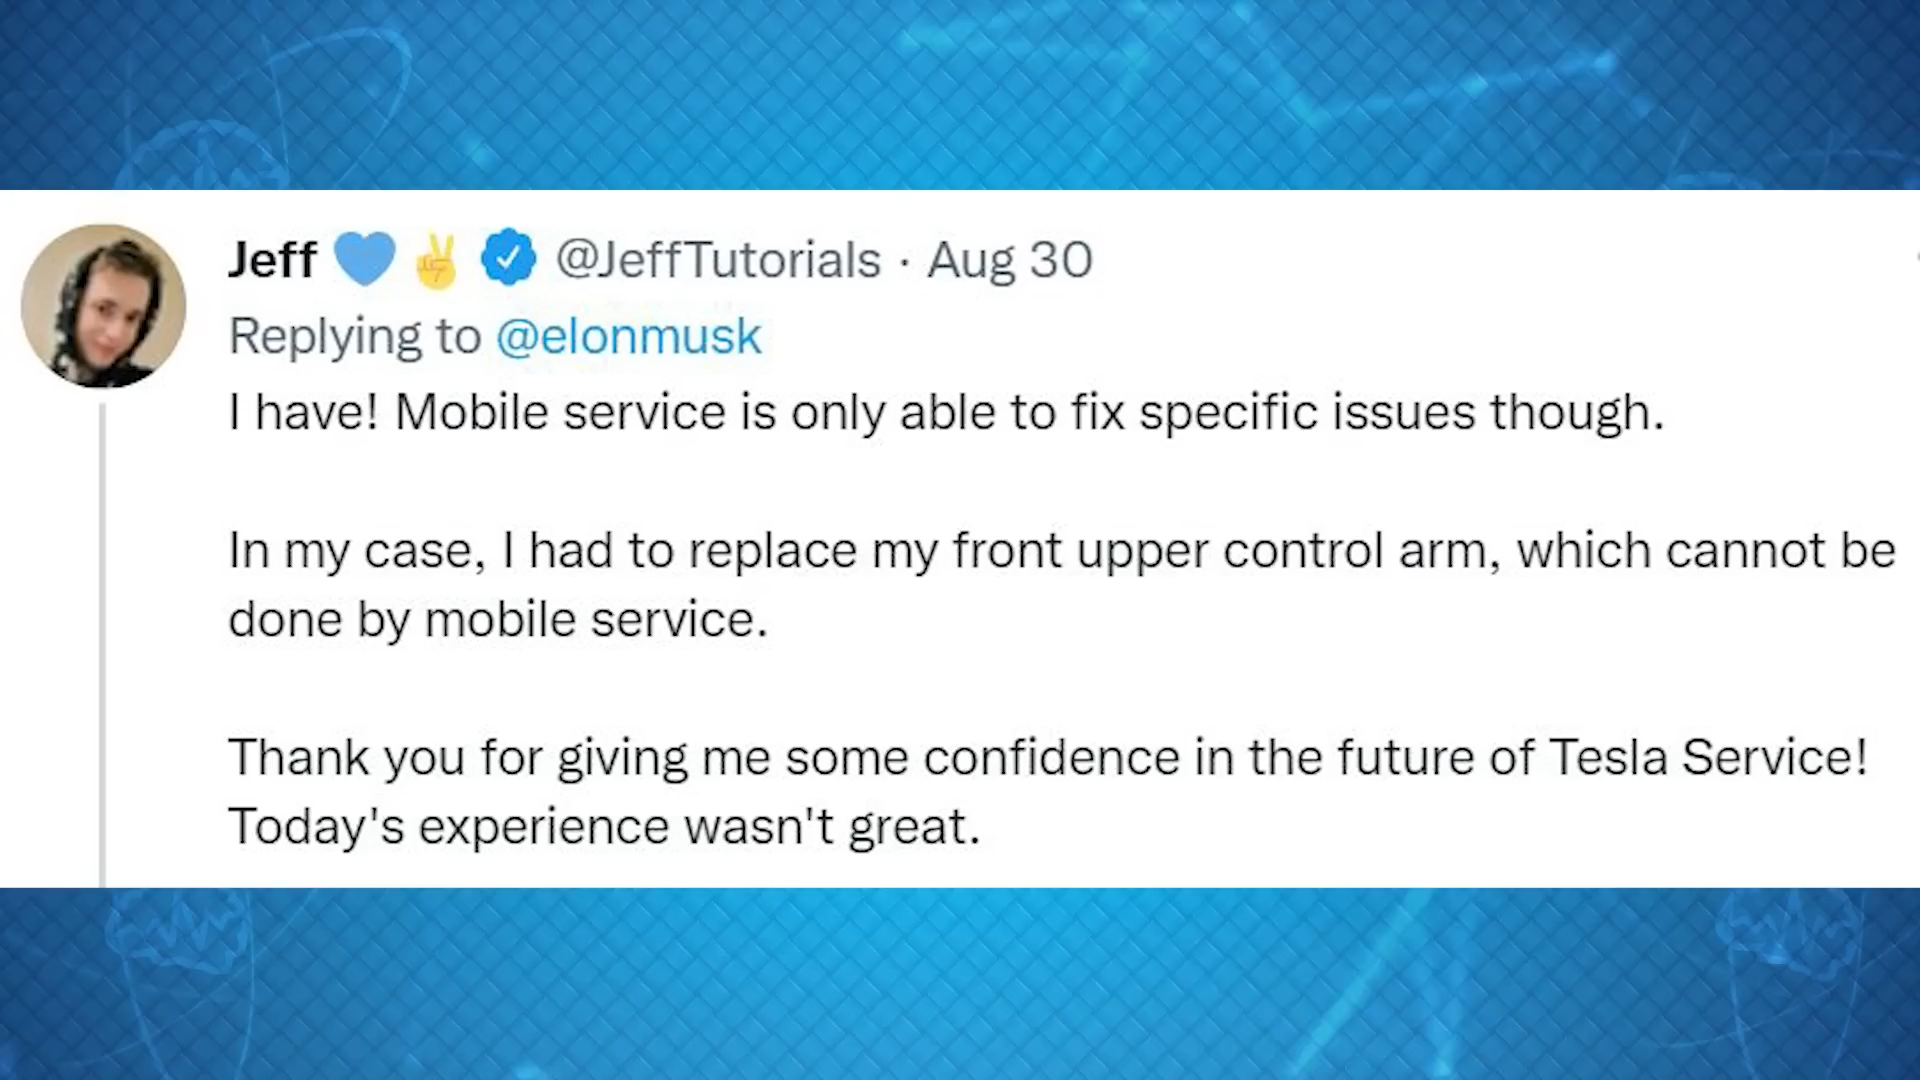 Jeff 💙 ✌️ @JeffTutorials · Aug 30
Replying to @elonmusk
I have! Mobile service is only able to fix specific issues though.
In my case, I had to replace my front upper control arm, which cannot be
done by mobile service.
Thank you for giving me some confidence in the future of Tesla Service!
Today's experience wasn't great.